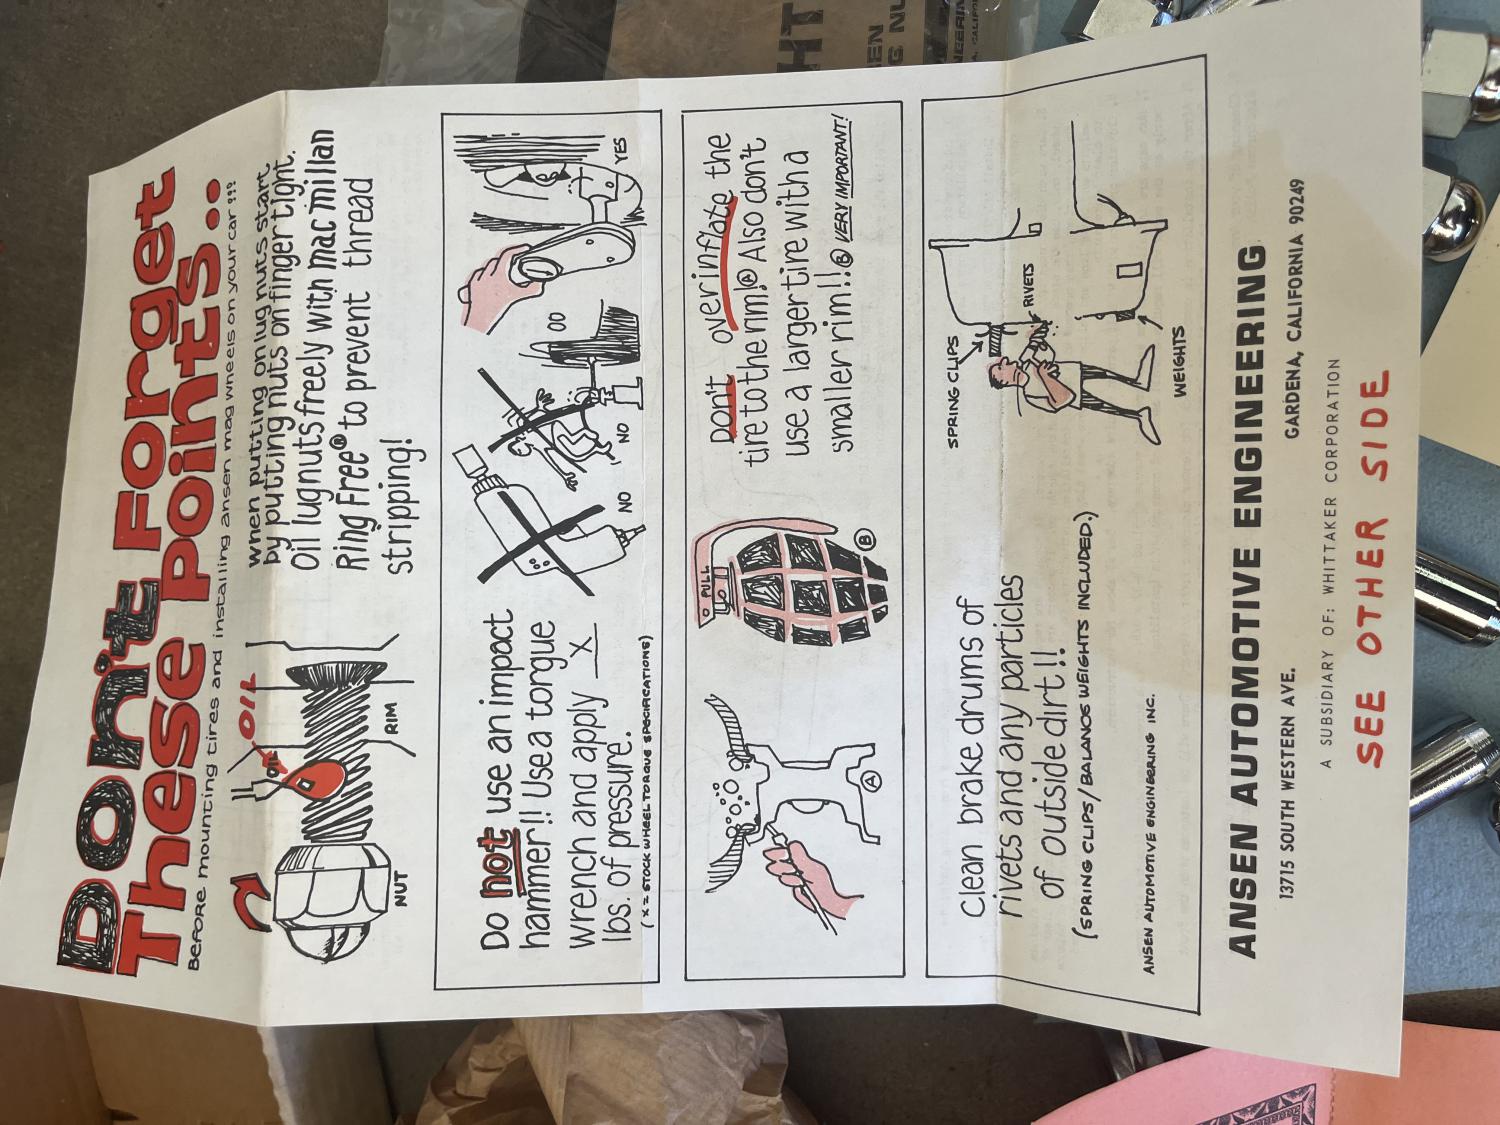 Don't Forget
These points..
Before mounting tires and installing ansen mag wheels on your car !!!
OIL
OIL
RIM
NUT
when putting on lug nuts start
by putting nuts on finger tight.
Oil lugnuts freely with mac millan
Ring Free® to prevent thread
stripping!
Do not use an impact
hammer!! Use a torgue
wrench and apply X
lbs. of pressure.
(X = STOCK WHEEL TORQUE SPECIFICATIONS)
NO
NO
YES
A
PULL
B
Don't overinflate the
tire to the rim!Ⓐ Also don't
use a larger tire with a
smaller rim!!Ⓑ VERY IMPORTANT!
Clean brake drums of
rivets and any particles
of outside dirt!!
(SPRING CLIPS/BALANOS WEIGHTS INCLUDED.)
SPRING CLIPS
RIVETS
WEIGHTS
ANSEN AUTOMOTIVE ENGINEERING INC.
ANSEN AUTOMOTIVE ENGINEERING
13715 SOUTH WESTERN AVE. GARDENA, CALIFORNIA 90249
A SUBSIDIARY OF: WHITTAKER CORPORATION
SEE OTHER SIDE